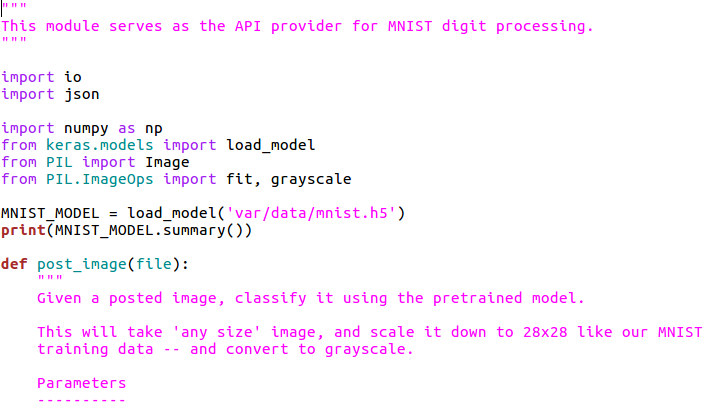 """
This module serves as the API provider for MNIST digit processing.
"""

import io
import json

import numpy as np
from keras.models import load_model
from PIL import Image
from PIL.ImageOps import fit, grayscale

MNIST_MODEL = load_model('var/data/mnist.h5')
print(MNIST_MODEL.summary())

def post_image(file):
    """
    Given a posted image, classify it using the pretrained model.

    This will take 'any size' image, and scale it down to 28x28 like our MNIST
    training data -- and convert to grayscale.

    Parameters
    ----------